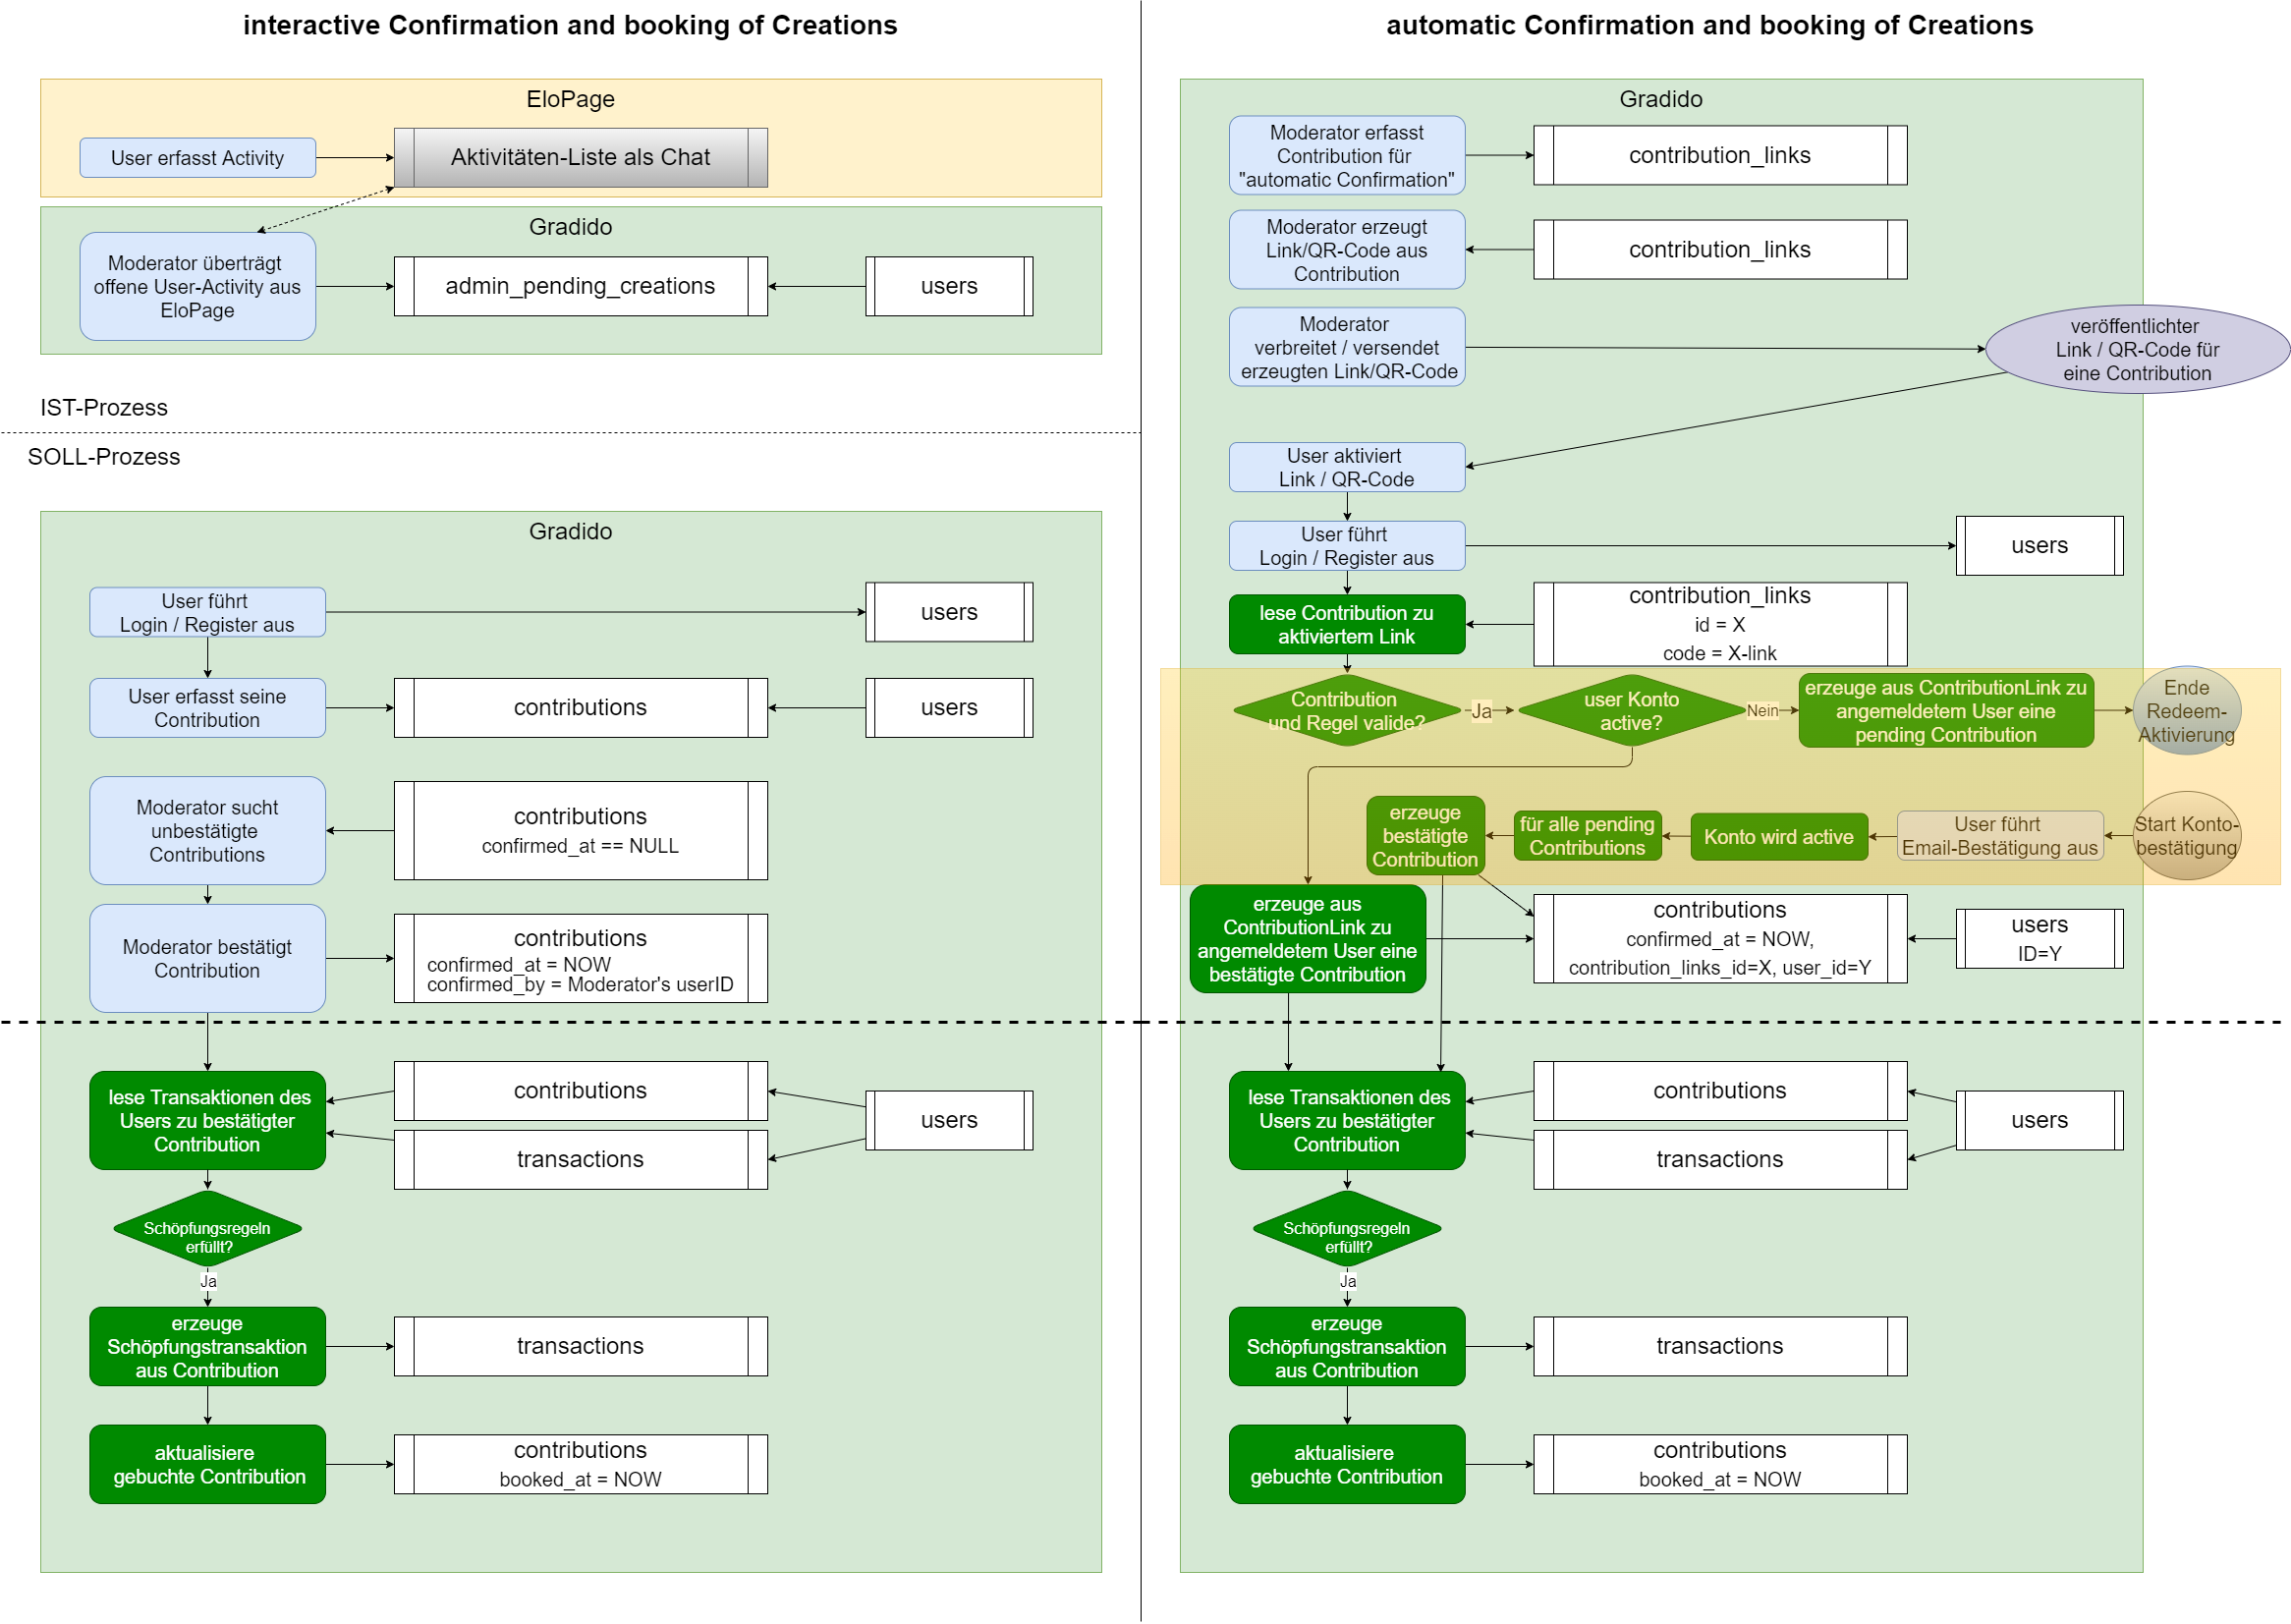 interactive Confirmation and booking of Creations
EloPage
User erfasst Activity
Aktivitäten-Liste als Chat
Gradido
Moderator überträgt
offene User-Activity aus
EloPage
admin_pending_creations
users
IST-Prozess
SOLL-Prozess
Gradido
User führt
Login / Register aus
users
User erfasst seine
Contribution
contributions
users
Moderator sucht
unbestätigte
Contributions
contributions
confirmed_at == NULL
Moderator bestätigt
Contribution
contributions
confirmed_at = NOW
confirmed_by = Moderator's userID
lese Transaktionen des
Users zu bestätigter
Contribution
contributions
transactions
users
Schöpfungsregeln
erfüllt?
Ja
erzeuge
Schöpfungstransaktion
aus Contribution
transactions
aktualisiere
gebuchte Contribution
contributions
booked_at = NOW
automatic Confirmation and booking of Creations
Gradido
Moderator erfasst
Contribution für
"automatic Confirmation"
contribution_links
Moderator erzeugt
Link/QR-Code aus
Contribution
contribution_links
Moderator
verbreitet / versendet
erzeugten Link/QR-Code
veröffentlichter
Link / QR-Code für
eine Contribution
User aktiviert
Link / QR-Code
User führt
Login / Register aus
users
lese Contribution zu
aktiviertem Link
contribution_links
id = X
code = X-link
Contribution
und Regel valide?
Ja
user Konto
active?
Nein
erzeuge aus ContributionLink zu
angemeldetem User eine
pending Contribution
Ende
Redeem-
Aktivierung
erzeuge
bestätigte
Contribution
für alle pending
Contributions
Konto wird active
User führt
Email-Bestätigung aus
Start Konto-
bestätigung
erzeuge aus
ContributionLink zu
angemeldetem User eine
bestätigte Contribution
contributions
confirmed_at = NOW,
contribution_links_id=X, user_id=Y
users
ID=Y
lese Transaktionen des
Users zu bestätigter
Contribution
contributions
transactions
users
Schöpfungsregeln
erfüllt?
Ja
erzeuge
Schöpfungstransaktion
aus Contribution
transactions
aktualisiere
gebuchte Contribution
contributions
booked_at = NOW